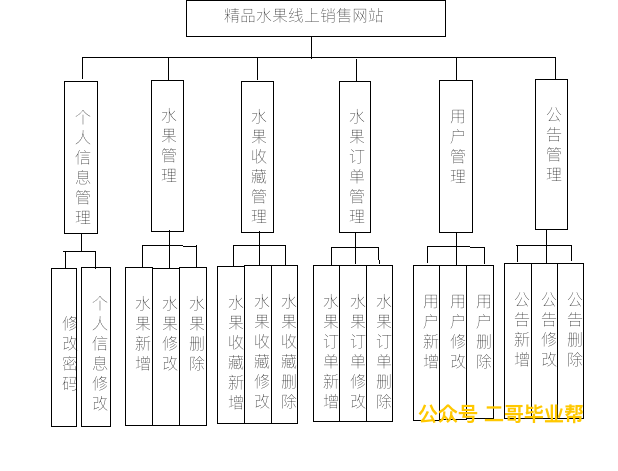 精品水果线上销售网站
个人信息管理
水果管理
水果收藏管理
水果订单管理
用户管理
公告管理
修改密码
个人信息修改
水果新增
水果修改
水果删除
水果收藏新增
水果收藏修改
水果收藏删除
水果订单新增
水果订单修改
水果订单删除
用户新增
用户修改
用户删除
公告新增
公告修改
公告删除
公众号 二哥毕业帮